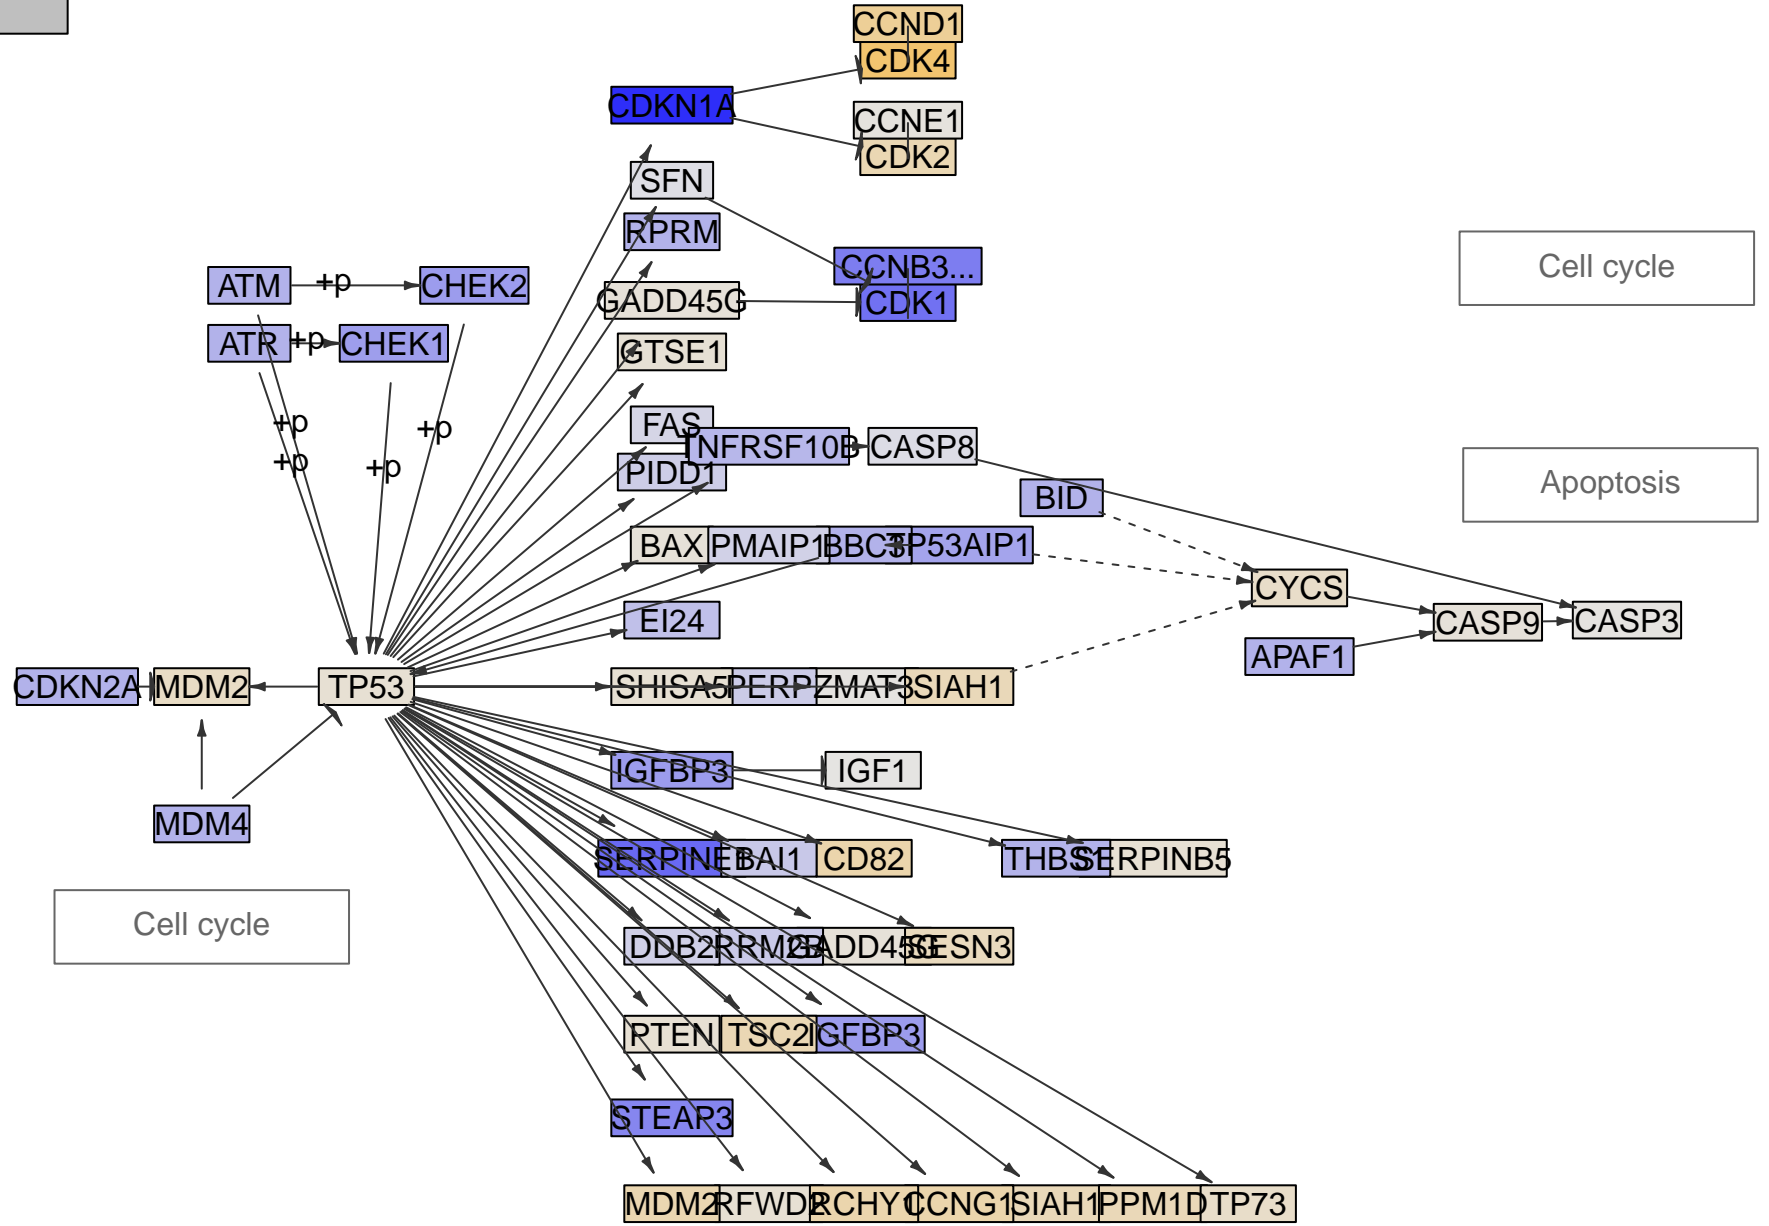 CCND1
CDK4
CDKN1A
CCNE1
CDK2
SFN
RPRM
CCNB3...
Cell cycle
ATM
+p
CHEK2
GADD45G
CDK1
ATR
+p
CHEK1
GTSE1
+p
+p
FAS
TNFRSF10B
CASP8
+p
+p
PIDD1
Apoptosis
BID
BAX
PMAIP1
BBC3
TP53AIP1
CYCS
EI24
CASP9
CASP3
APAF1
CDKN2A
MDM2
TP53
SHISA5
PERP
ZMAT3
SIAH1
IGFBP3
IGF1
MDM4
SERPINE1
BAI1
CD82
THBS1
SERPINB5
Cell cycle
DDB2
RRM2B
GADD45G
SESN3
PTEN
TSC2
IGFBP3
STEAP3
MDM2
RFWD2
RCHY1
CCNG1
SIAH1
PPM1D
TP73